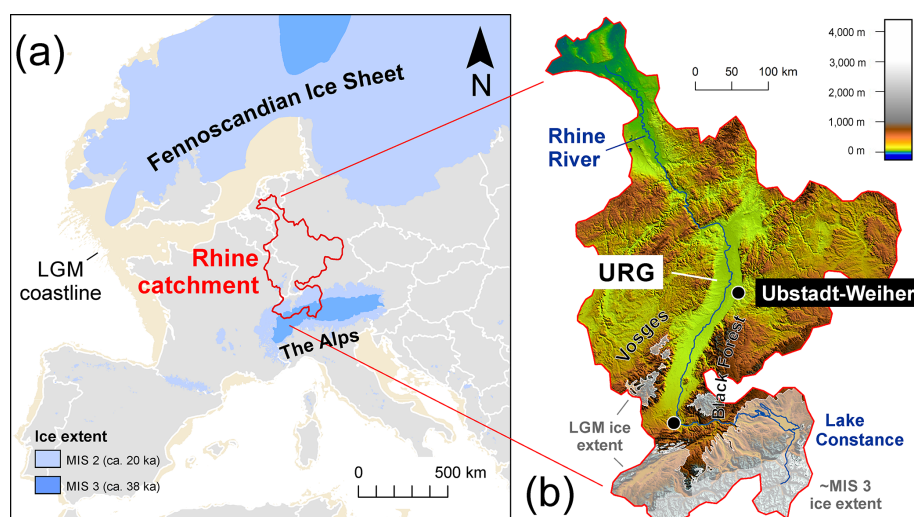 (a)
Fennoscandian Ice Sheet
N
LGM
coastline
Rhine
catchment
The Alps
Ice extent
MIS 2 (ca. 20 ka)
MIS 3 (ca. 38 ka)
0 500 km
0 60 100 km
4,000 m
3,000 m
2,000 m
1,000 m
0 m
Rhine
River
URG
Ubstadt-Weiher
Vosges
Black Forest
LGM ice
extent
Lake
Constance
~MIS 3
ice extent
(b)